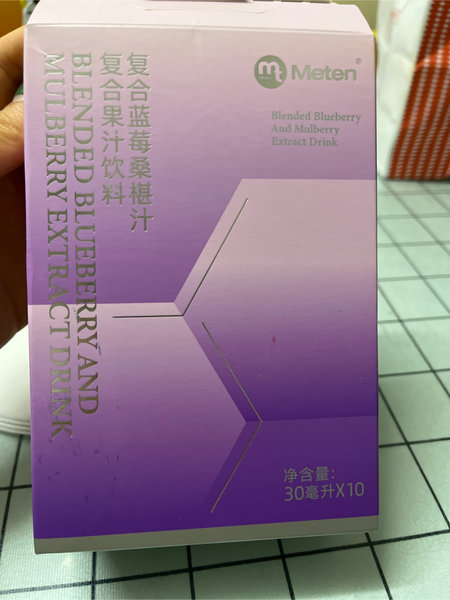 mt Meten®
Blended Blueberry
And Mulberry
Extract Drink
复合蓝莓桑椹汁
复合果汁饮料
BLENDED BLUEBERRY AND
MULBERRY EXTRACT DRINK
净含量:
30毫升X10